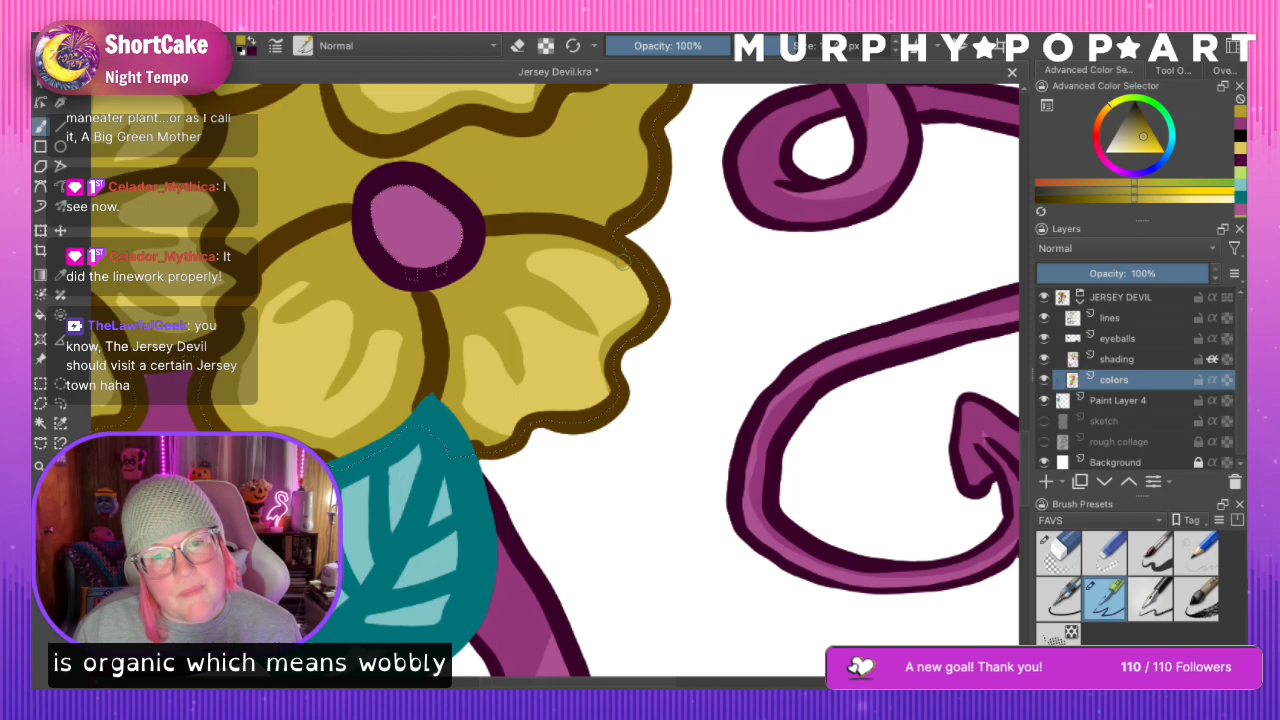 ShortCake
Night Tempo
MURPHY★POP★ART
Normal
Opacity: 100%
Jersey Devil.kra *
Advanced Color Se...
Tool O...
Ove...
Advanced Color Selector
maneater plant...or as I call
it, A Big Green Mother
1ST Celador_Mythica: I
see now.
1ST Celador_Mythica: It
did the linework properly!
TheLawfulGeek: you
know, The Jersey Devil
should visit a certain Jersey
town haha
Layers
Normal
Opacity: 100%
JERSEY DEVIL
lines
eyeballs
shading
colors
Paint Layer 4
sketch
rough collage
Background
Brush Presets
FAVS
Tag
is organic which means wobbly
A new goal! Thank you!
110 / 110 Followers